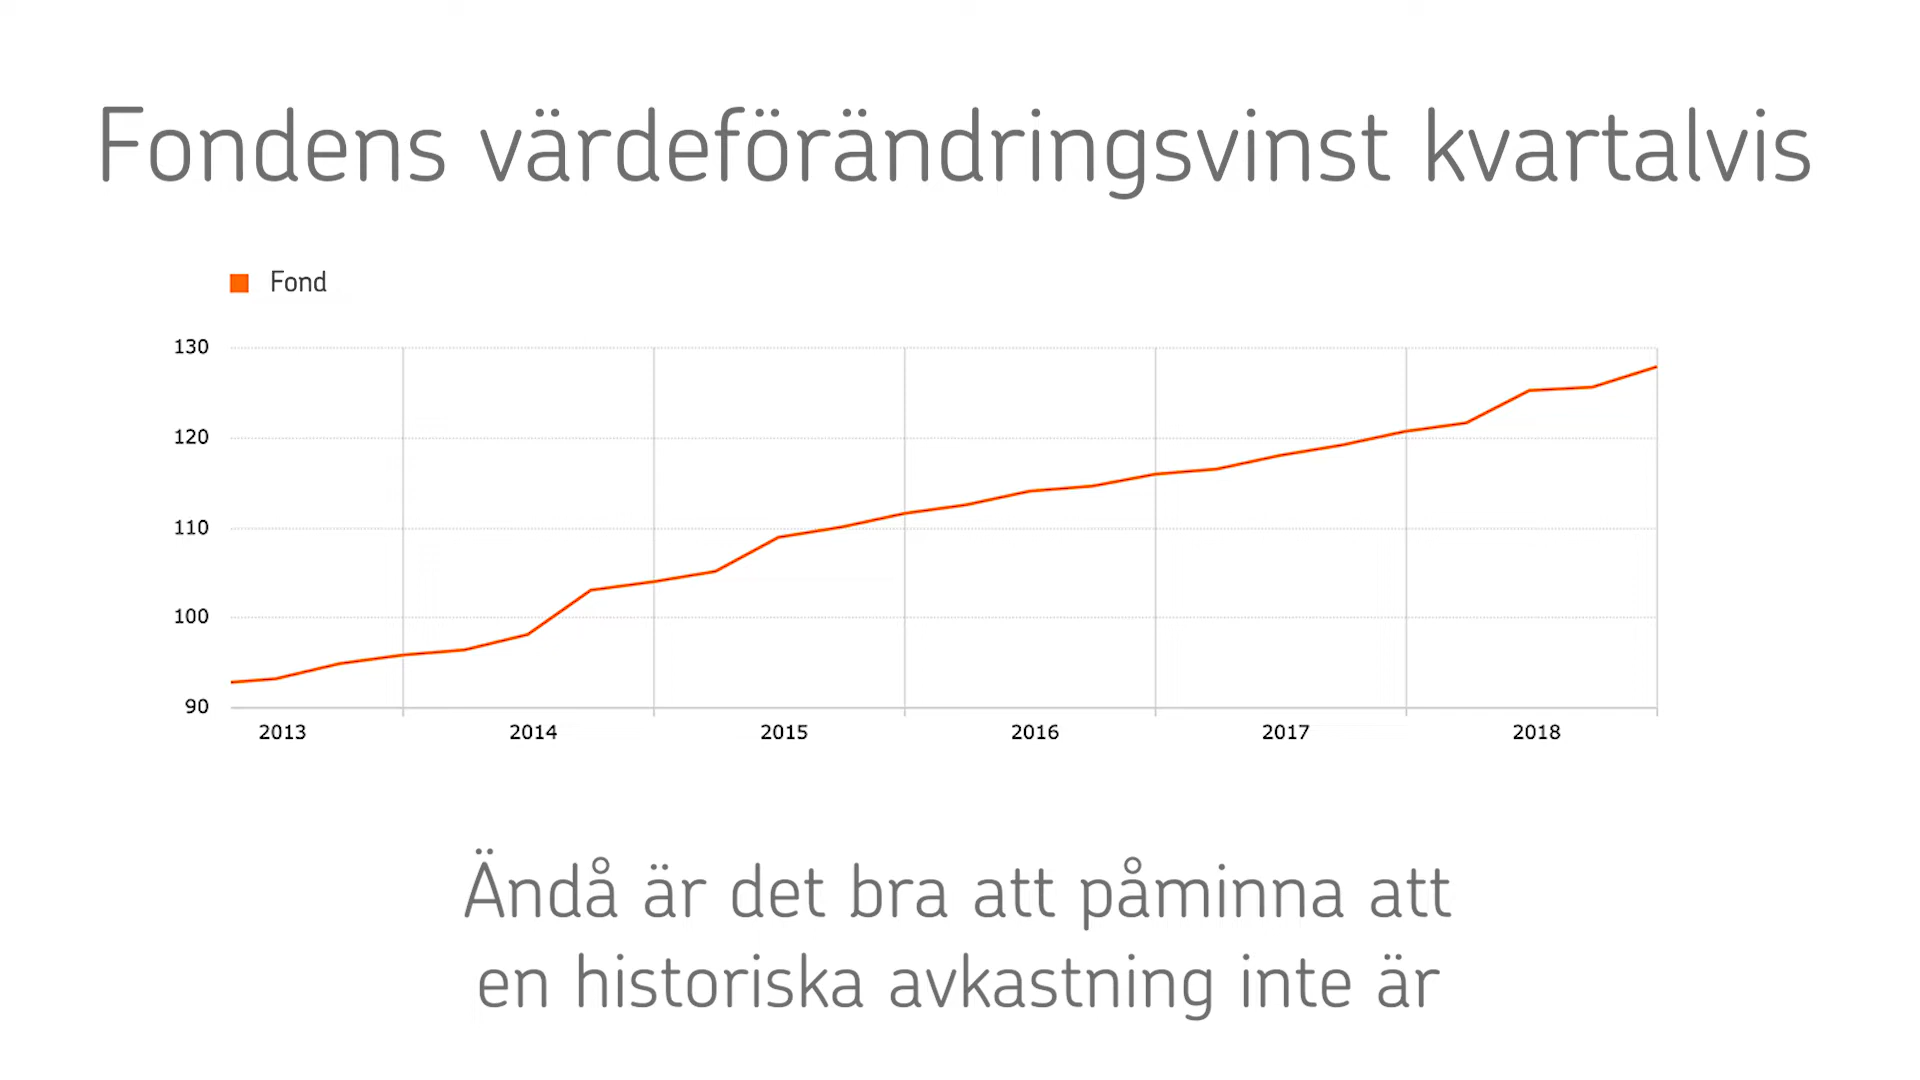 Fondens värdeförändringsvinst kvartalvis
Fond
130
120
110
100
90
2013 2014 2015 2016 2017 2018
Ändå är det bra att påminna att
en historiska avkastning inte är